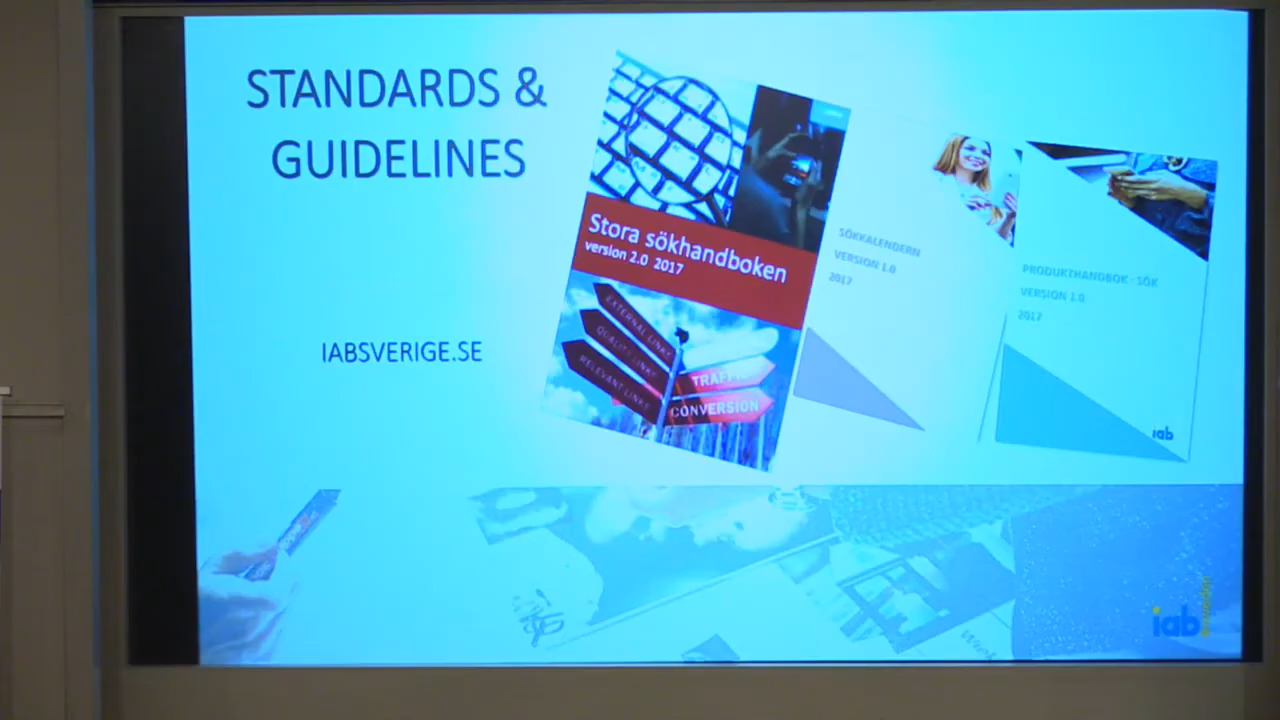 STANDARDS &
GUIDELINES
IABSVERIGE.SE
Stora sökhandboken
version 2.0 2017
EXTERNAL LINKS
QUALITY LINKS
RELEVANT LINKS
TRAFFIC
CONVERSION
SÖKKALENDERN
VERSION 1.0
2017
PRODUKTHANDBOK - SÖK
VERSION 1.0
2017
iab
iab